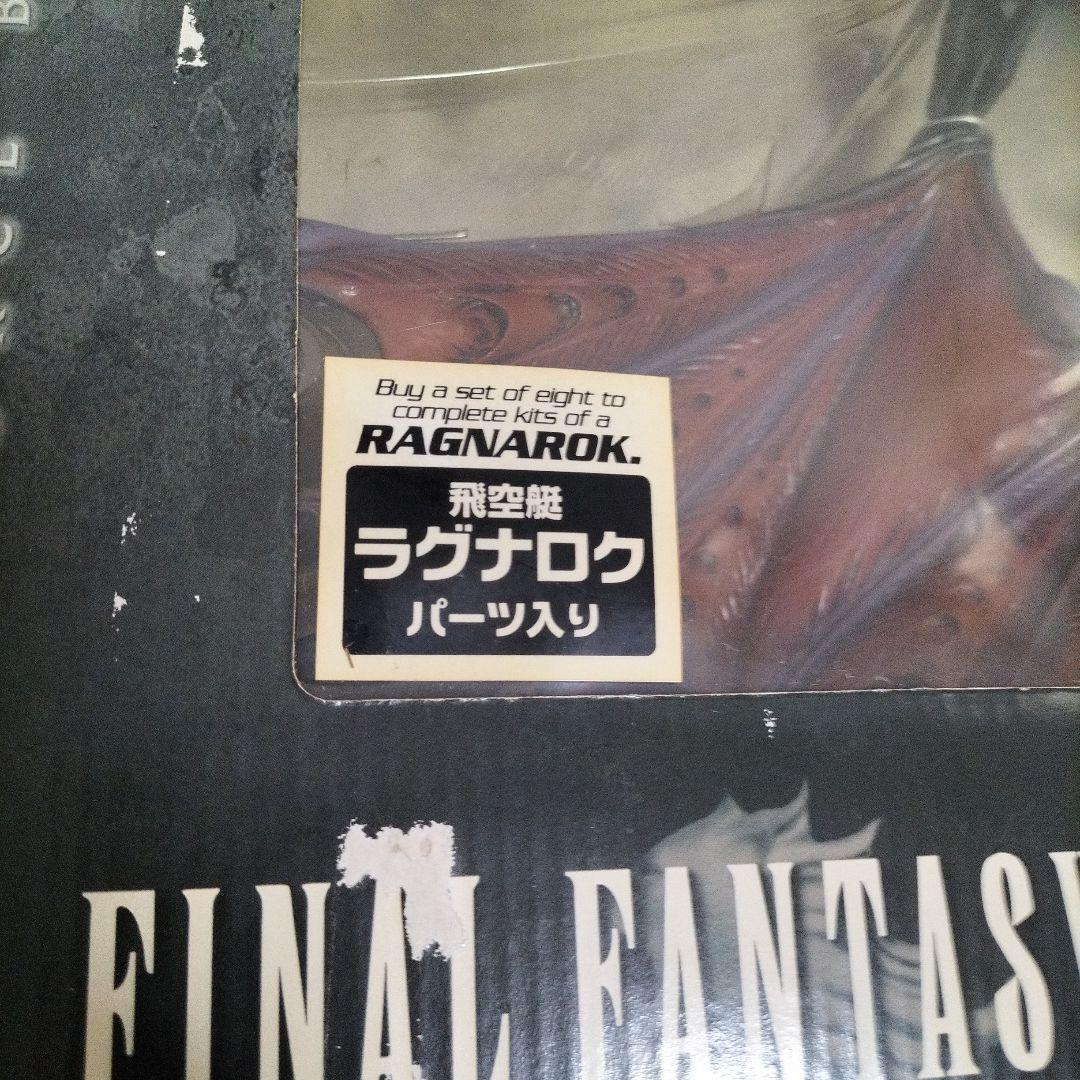 Buy a set of eight to
complete kits of a
RAGNAROK.
飛空艇
ラグナロク
パーツ入り
FINAL FANTASY